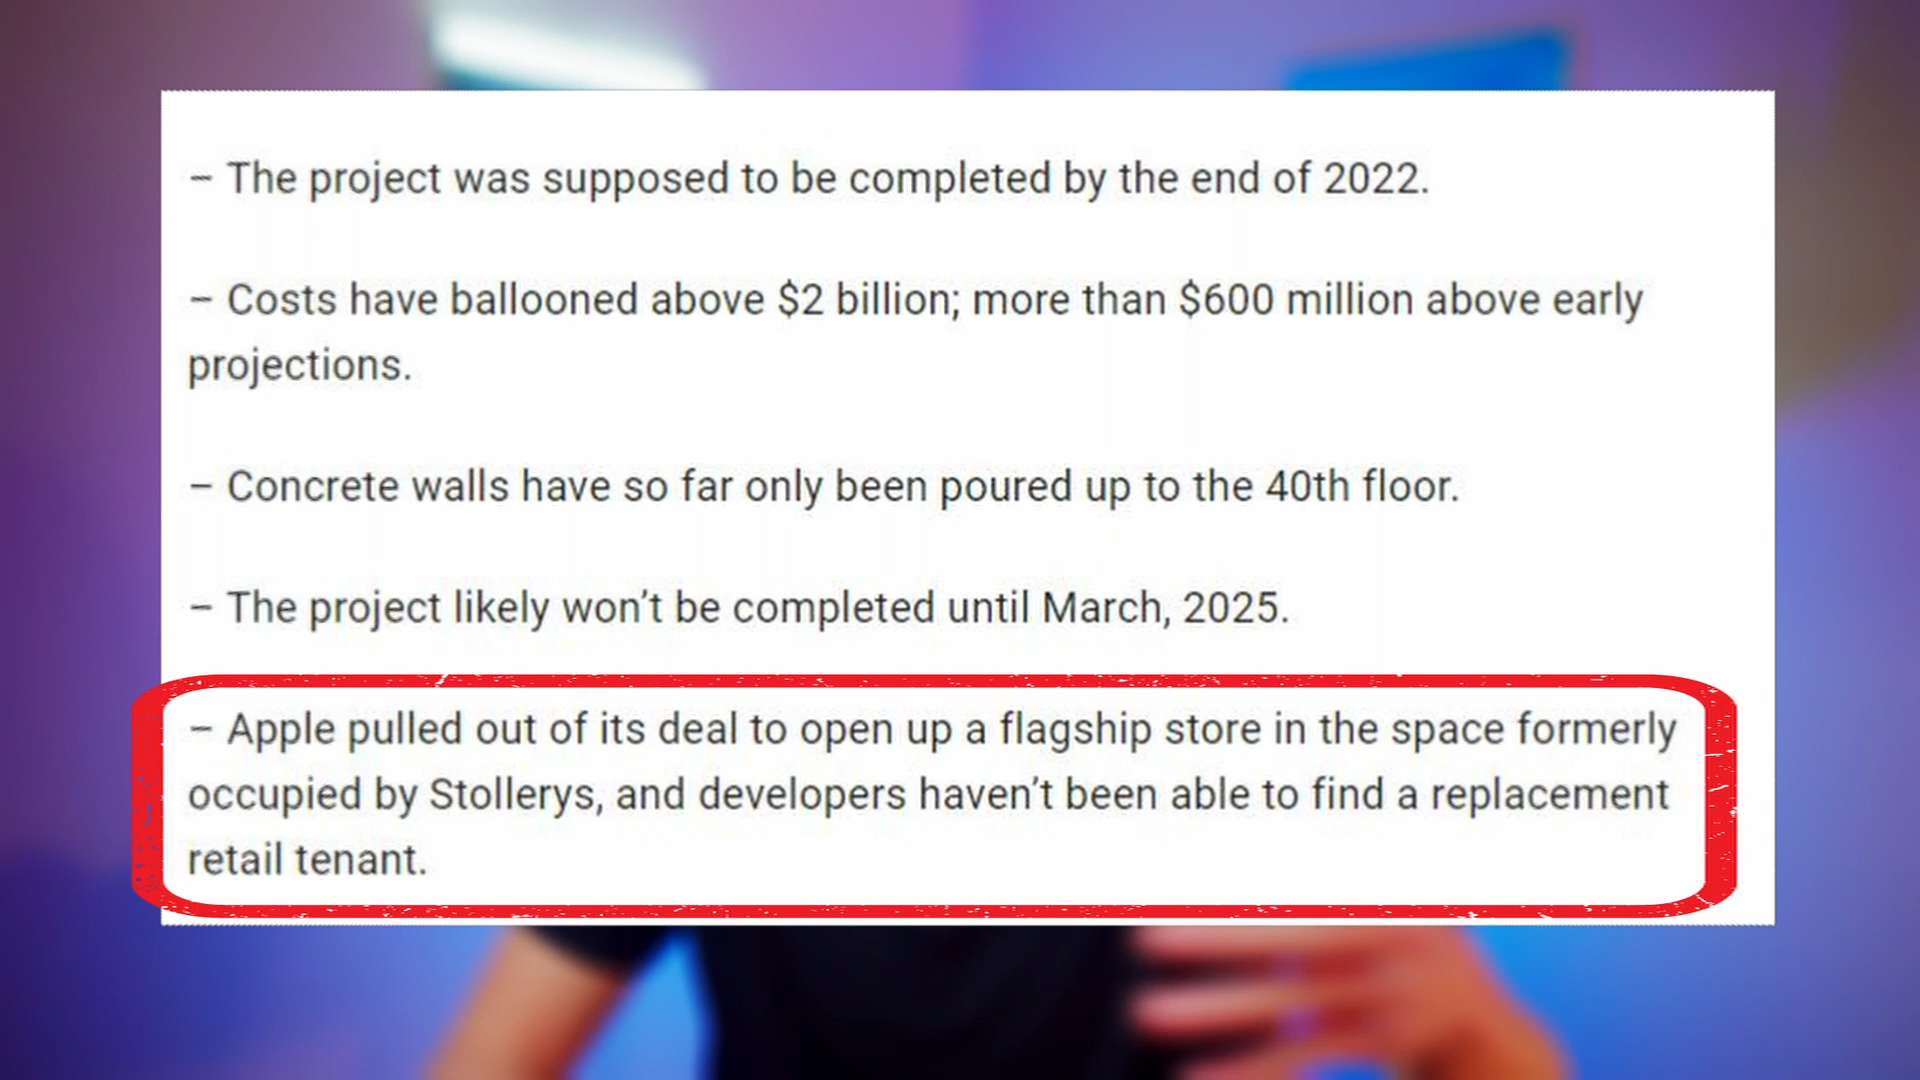 – The project was supposed to be completed by the end of 2022.
– Costs have ballooned above $2 billion; more than $600 million above early
projections.
– Concrete walls have so far only been poured up to the 40th floor.
– The project likely won’t be completed until March, 2025.
– Apple pulled out of its deal to open up a flagship store in the space formerly
occupied by Stollerys, and developers haven’t been able to find a replacement
retail tenant.